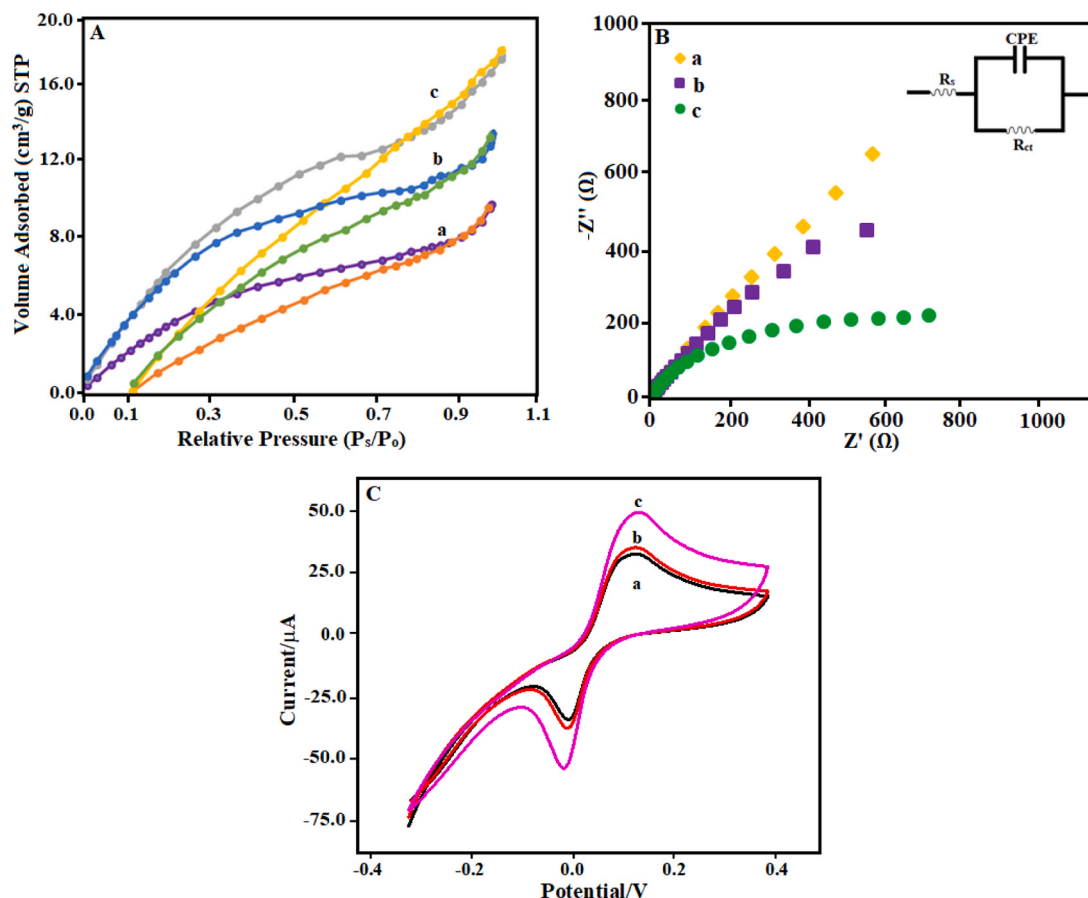 A
Volume Adsorbed (cm³/g) STP
20.0
16.0
12.0
8.0
4.0
0.0
c
b
a
0.0 0.1 0.3 0.5 0.7 0.9 1.1
Relative Pressure (Pₛ/Pₒ)
B
-Z'' (Ω)
1000
800
600
400
200
0
a
b
c
CPE
Rₛ
R꜀ₜ
0 200 400 600 800 1000
Z' (Ω)
C
Current/µA
50.0
25.0
0.0
-25.0
-50.0
-75.0
c
b
a
-0.4 -0.2 0.0 0.2 0.4
Potential/V